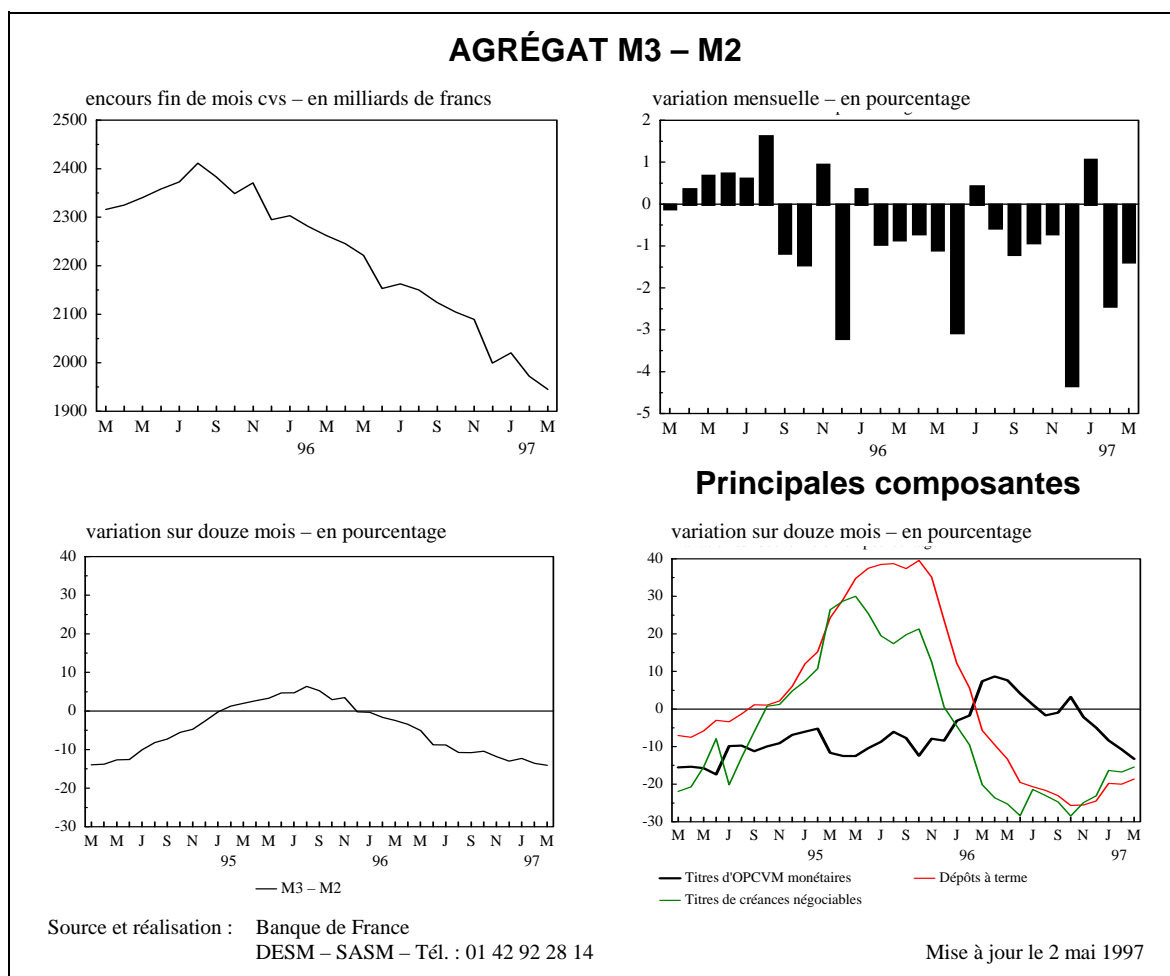 AGRÉGAT M3 – M2
encours fin de mois cvs – en milliards de francs
2500
2400
2300
2200
2100
2000
1900
M M J S N J M M J S N J M
96 97
variation mensuelle – en pourcentage
2
1
0
-1
-2
-3
-4
-5
M M J S N J M M J S N J M
96 97
variation sur douze mois – en pourcentage
40
30
20
10
0
-10
-20
-30
M M J S N J M M J S N J M M J S N J M
95 96 97
M3 – M2
Principales composantes
variation sur douze mois – en pourcentage
40
30
20
10
0
-10
-20
-30
M M J S N J M M J S N J M M J S N J M
95 96 97
Titres d'OPCVM monétaires Dépôts à terme
Titres de créances négociables
Source et réalisation : Banque de France
DESM – SASM – Tél. : 01 42 92 28 14 Mise à jour le 2 mai 1997